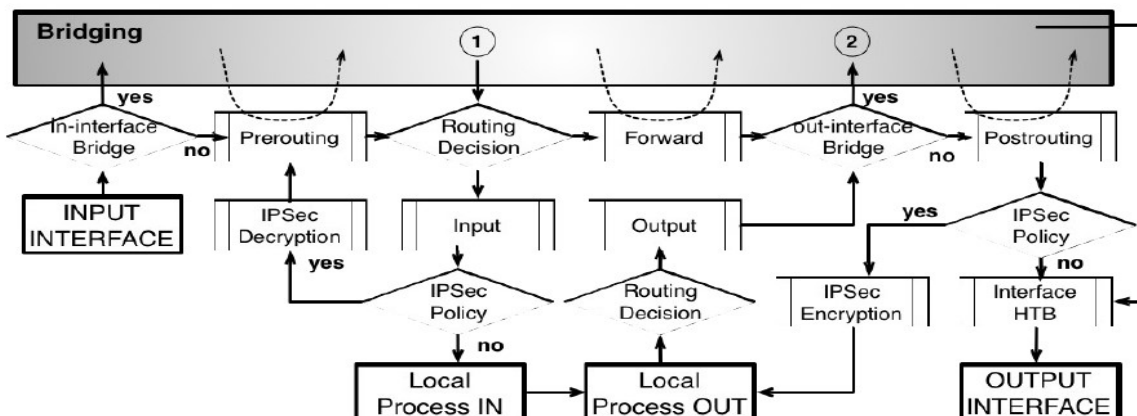 Bridging
1
2
yes
yes
In-interface
Bridge
no
Prerouting
Routing
Decision
Forward
out-interface
Bridge
no
Postrouting
INPUT
INTERFACE
IPSec
Decryption
Input
Output
yes
IPSec
Policy
yes
IPSec
Policy
Routing
Decision
IPSec
Encryption
no
Interface
HTB
no
Local
Process IN
Local
Process OUT
OUTPUT
INTERFACE